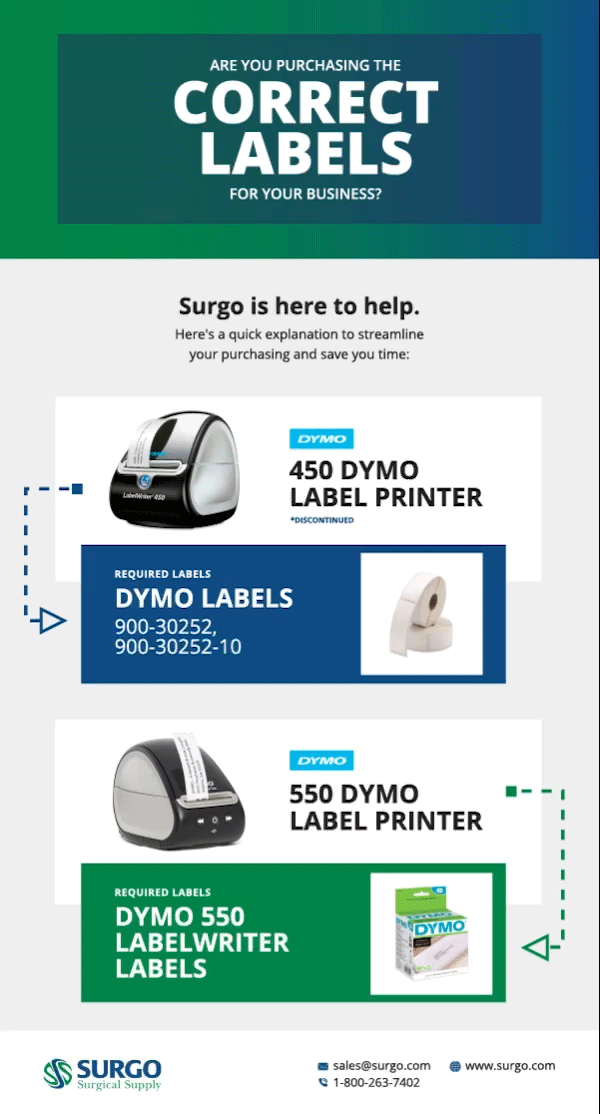 ARE YOU PURCHASING THE
CORRECT
LABELS
FOR YOUR BUSINESS?
Surgo is here to help.
Here's a quick explanation to streamline
your purchasing and save you time:
DYMO
450 DYMO
LABEL PRINTER
*DISCONTINUED
LabelWriter 450
REQUIRED LABELS
DYMO LABELS
900-30252,
900-30252-10
DYMO
550 DYMO
LABEL PRINTER
REQUIRED LABELS
DYMO 550
LABELWRITER
LABELS
DYMO
SURGO
Surgical Supply
sales@surgo.com
www.surgo.com
1-800-263-7402